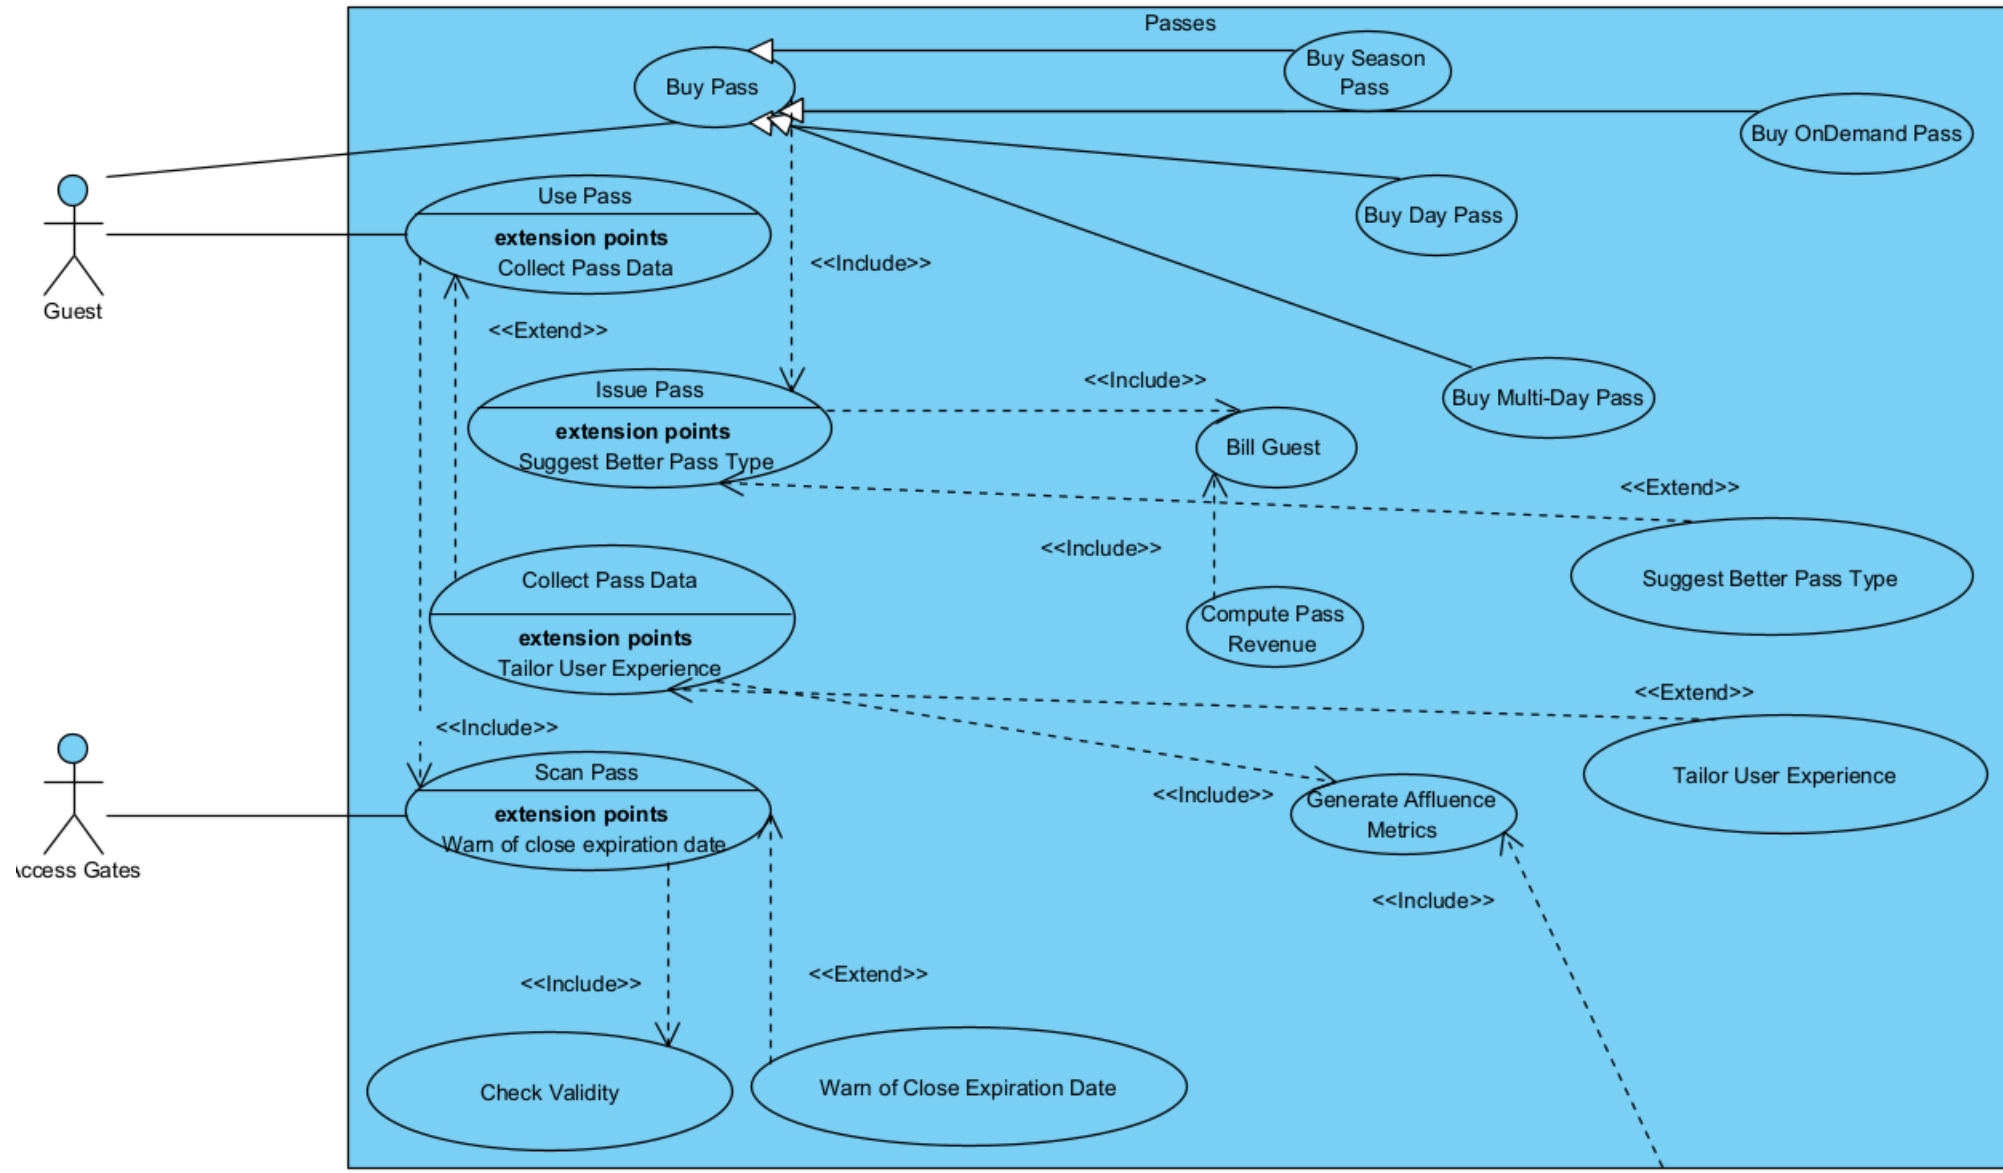 Passes
Buy Pass
Buy Season
Pass
Buy OnDemand Pass
Use Pass
extension points
Collect Pass Data
Buy Day Pass
<<Include>>
Guest
<<Extend>>
Issue Pass
extension points
Suggest Better Pass Type
<<Include>>
Buy Multi-Day Pass
Bill Guest
<<Extend>>
<<Include>>
Collect Pass Data
extension points
Tailor User Experience
Compute Pass
Revenue
Suggest Better Pass Type
<<Extend>>
<<Include>>
Scan Pass
extension points
Warn of close expiration date
<<Include>>
Generate Affluence
Metrics
Tailor User Experience
Access Gates
<<Include>>
<<Include>>
<<Extend>>
Check Validity
Warn of Close Expiration Date